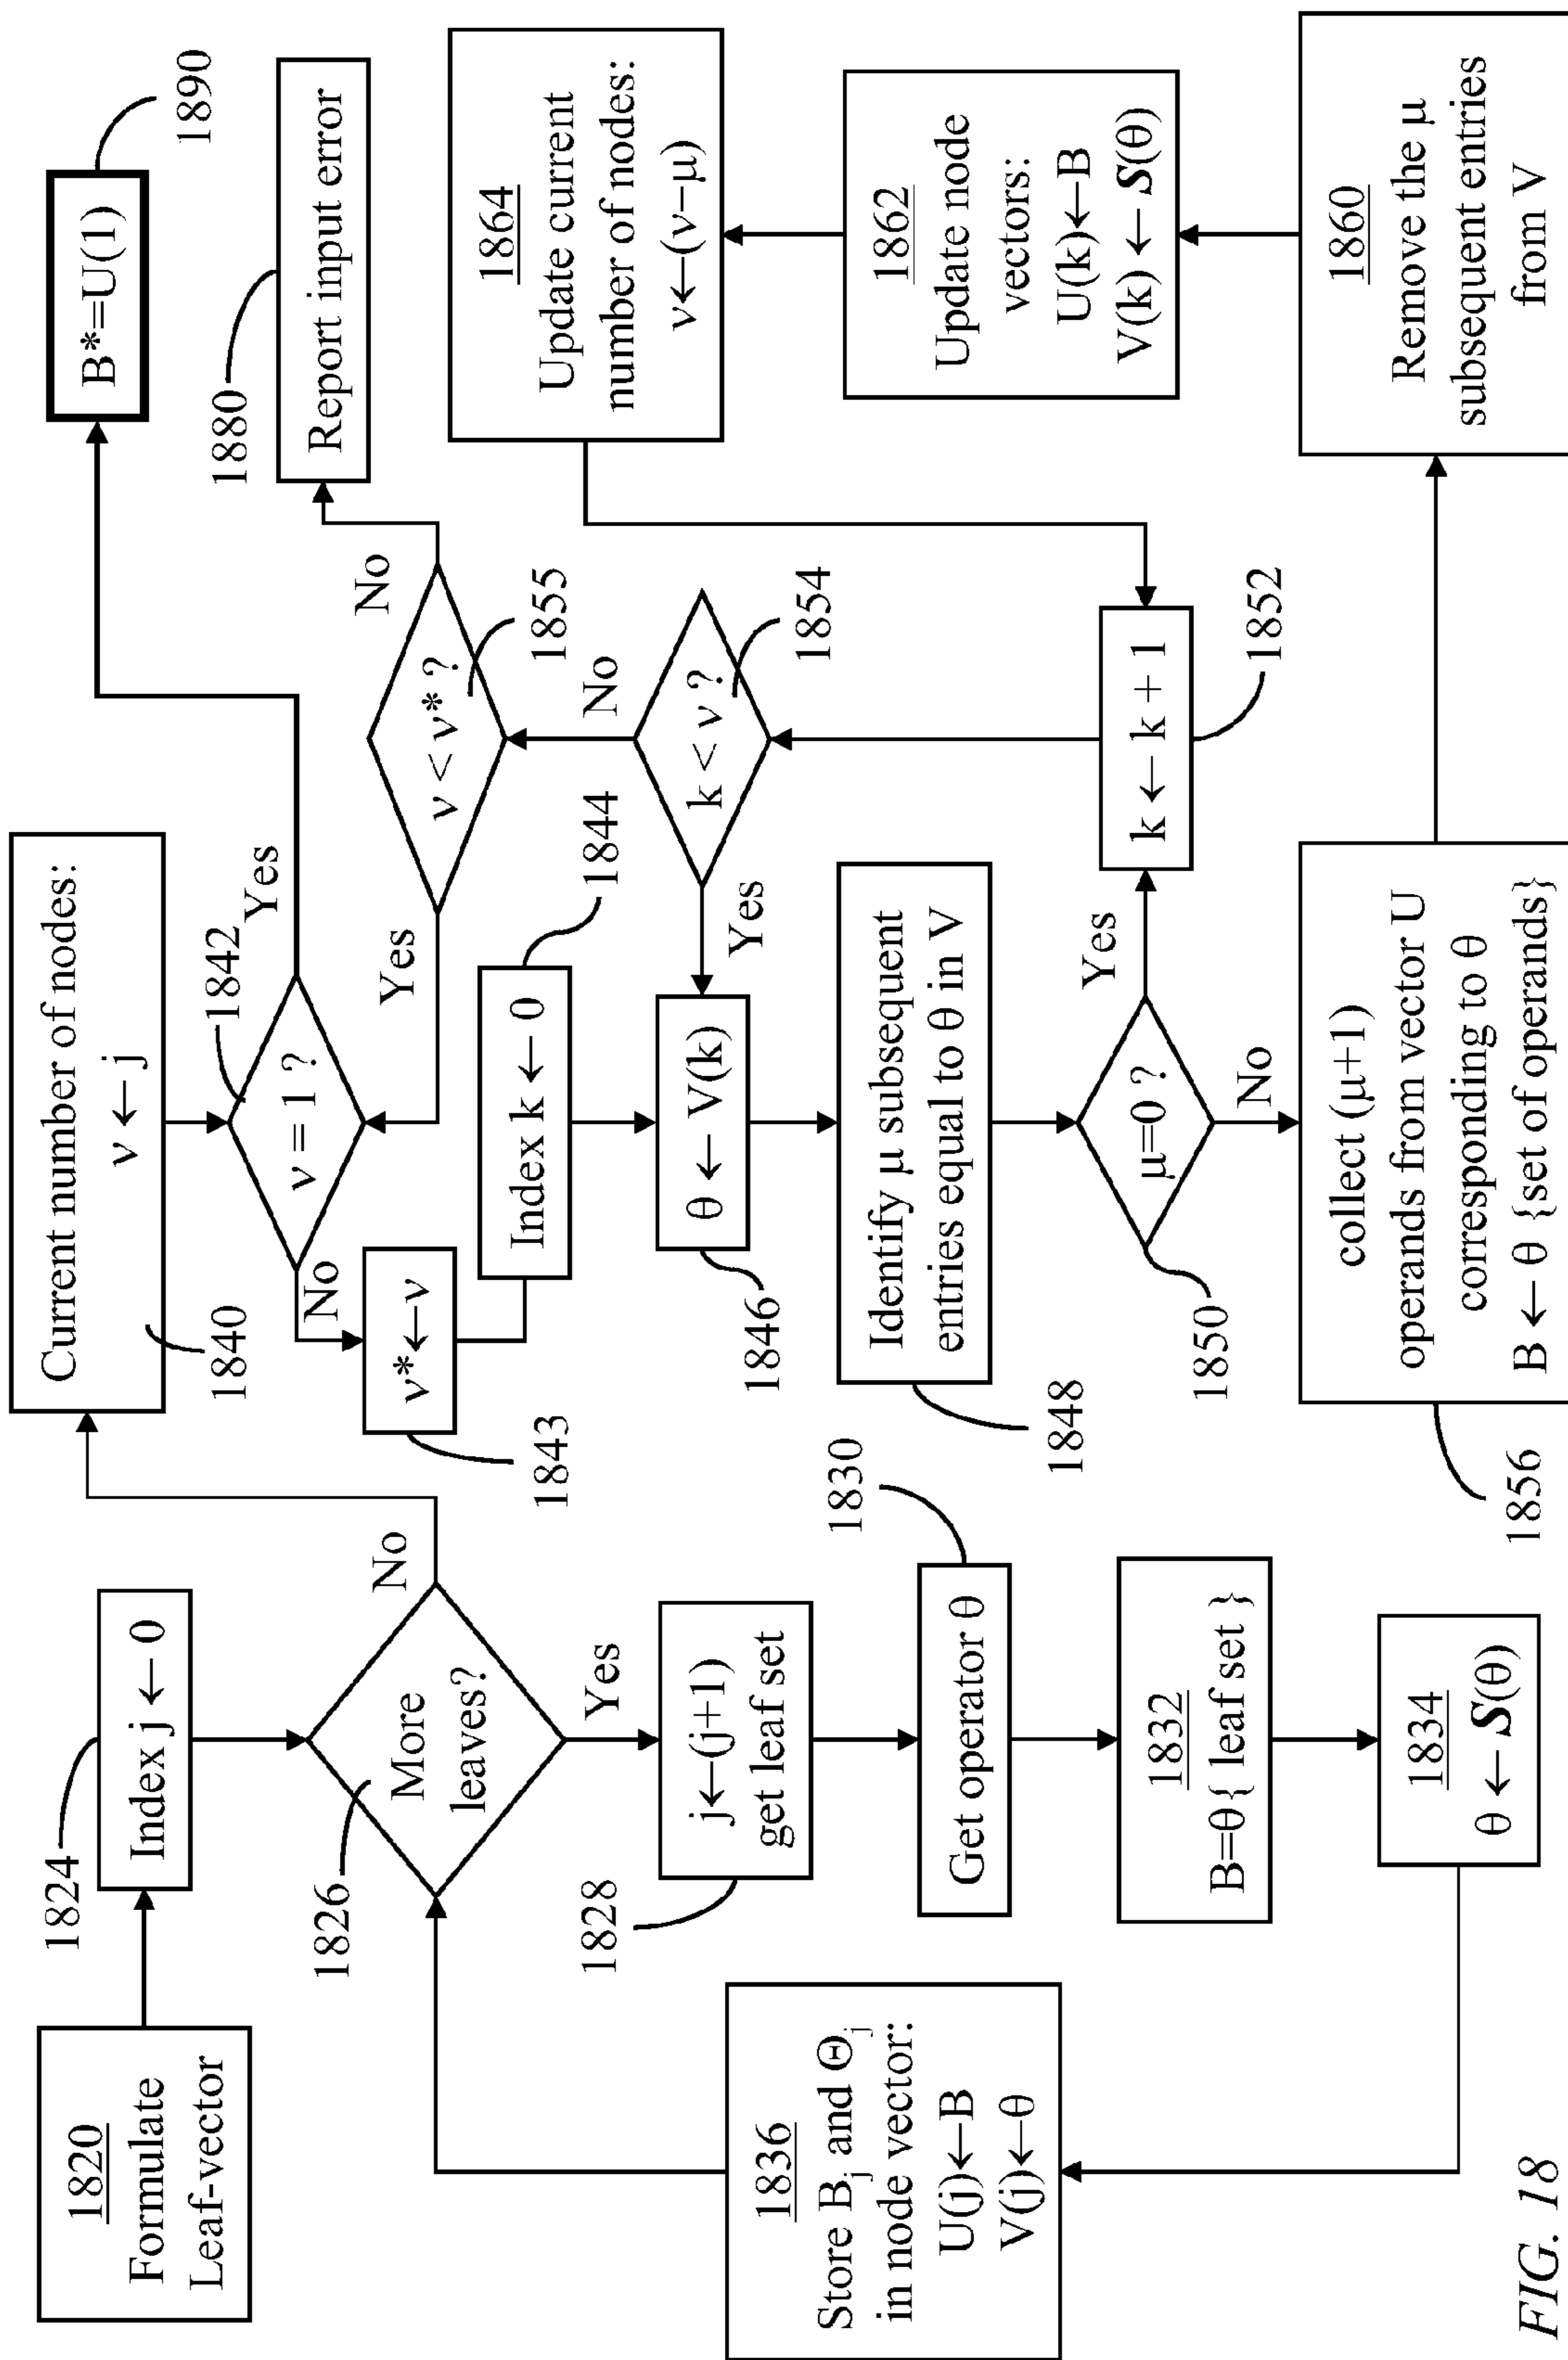 1820
Formulate
Leaf-vector
1824
Index j ← 0
1826
More
leaves?
No
Yes
1828
j←(j+1)
get leaf set
1830
Get operator θ
1832
B=θ{ leaf set }
1834
θ ← S(θ)
1836
Store Bj and Θj
in node vector:
U(j)←B
V(j)←θ
1840
Current number of nodes:
ν ← j
1842
ν = 1 ?
Yes
No
1843
ν*←ν
1844
Index k ← 0
1846
θ ← V(k)
1848
Identify μ subsequent
entries equal to θ in V
1850
μ=0 ?
Yes
No
1852
k ← k + 1
1854
k < ν ?
Yes
No
1855
ν < ν* ?
Yes
No
1856
collect (μ+1)
operands from vector U
corresponding to θ
B ← θ {set of operands}
1860
Remove the μ
subsequent entries
from V
1862
Update node
vectors:
U(k)←B
V(k) ← S(θ)
1864
Update current
number of nodes:
ν←(ν−μ)
1880
Report input error
1890
B*=U(1)
FIG. 18